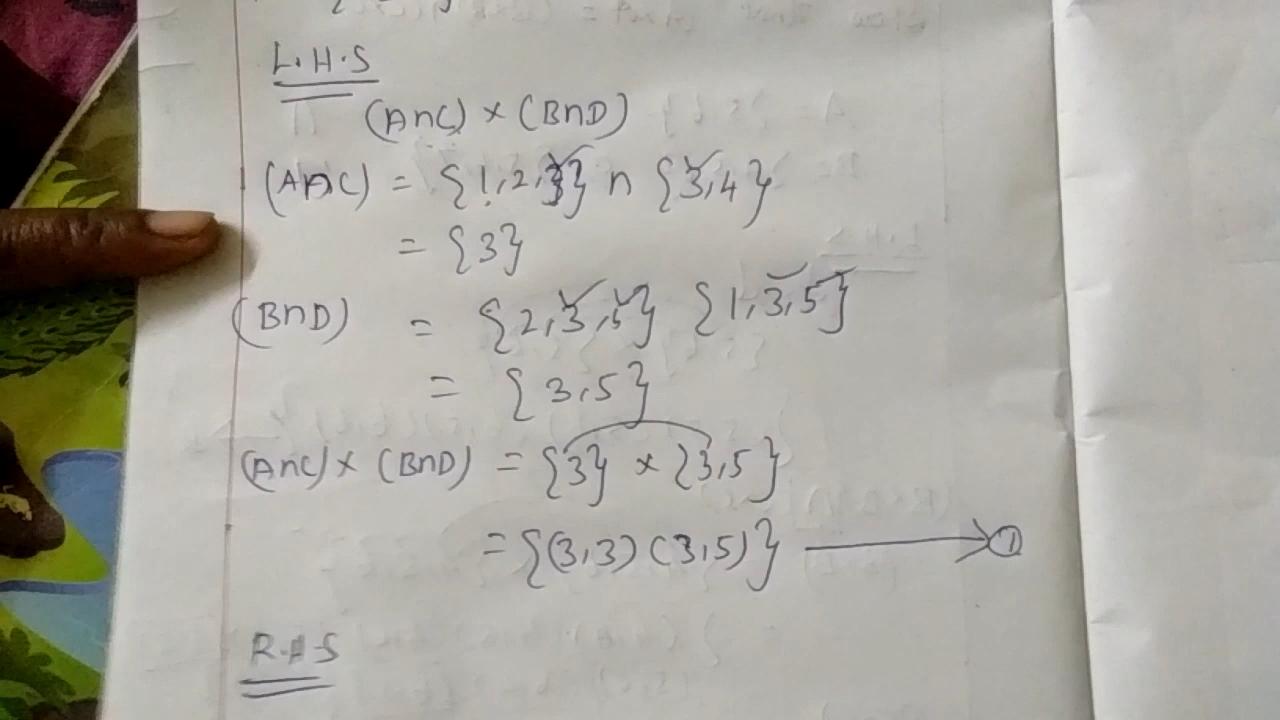 L.H.S
(A∩C) × (B∩D)
(A∩C) = {1,2,3} ∩ {3,4}
= {3}
(B∩D) = {2,3,5} {1,3,5}
= {3,5}
(A∩C) × (B∩D) = {3} × {3,5}
= {(3,3) (3,5)} → ①
R.H.S